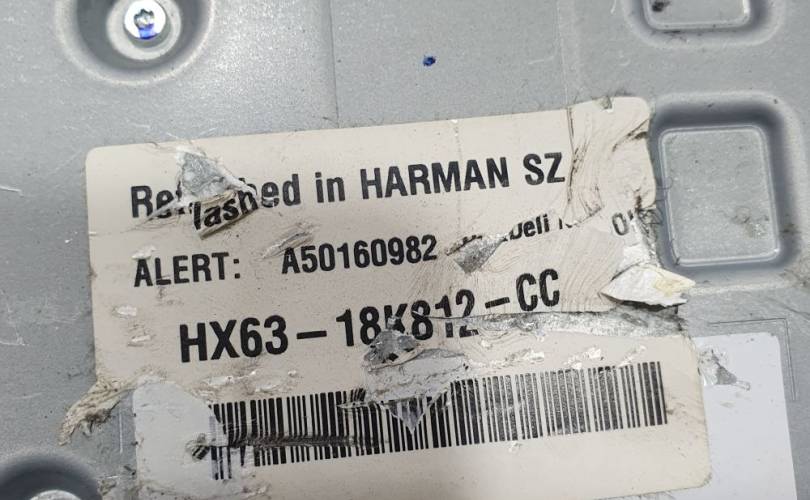 Reflashed in HARMAN SZ
ALERT: A50160982
HX63-18K812-CC